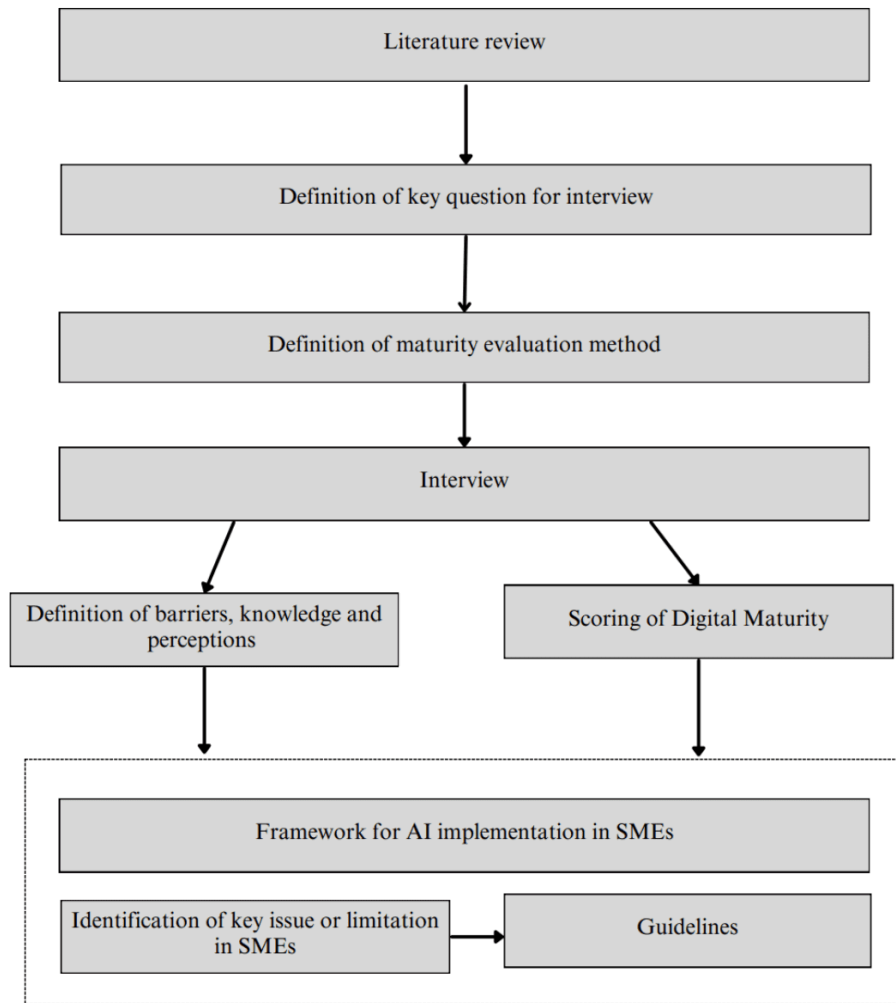 Literature review
Definition of key question for interview
Definition of maturity evaluation method
Interview
Definition of barriers, knowledge and
perceptions
Scoring of Digital Maturity
Framework for AI implementation in SMEs
Identification of key issue or limitation
in SMEs
Guidelines